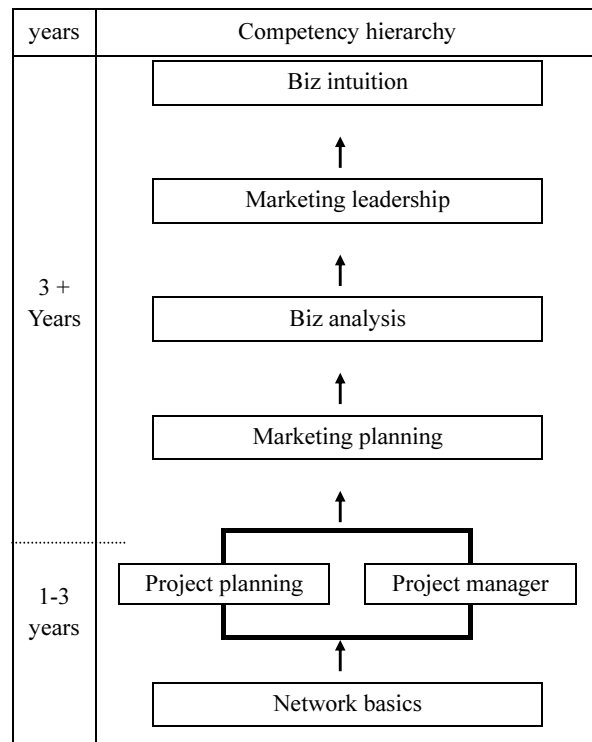 years
Competency hierarchy
Biz intuition
Marketing leadership
3 +
Years
Biz analysis
Marketing planning
Project planning
Project manager
1-3
years
Network basics